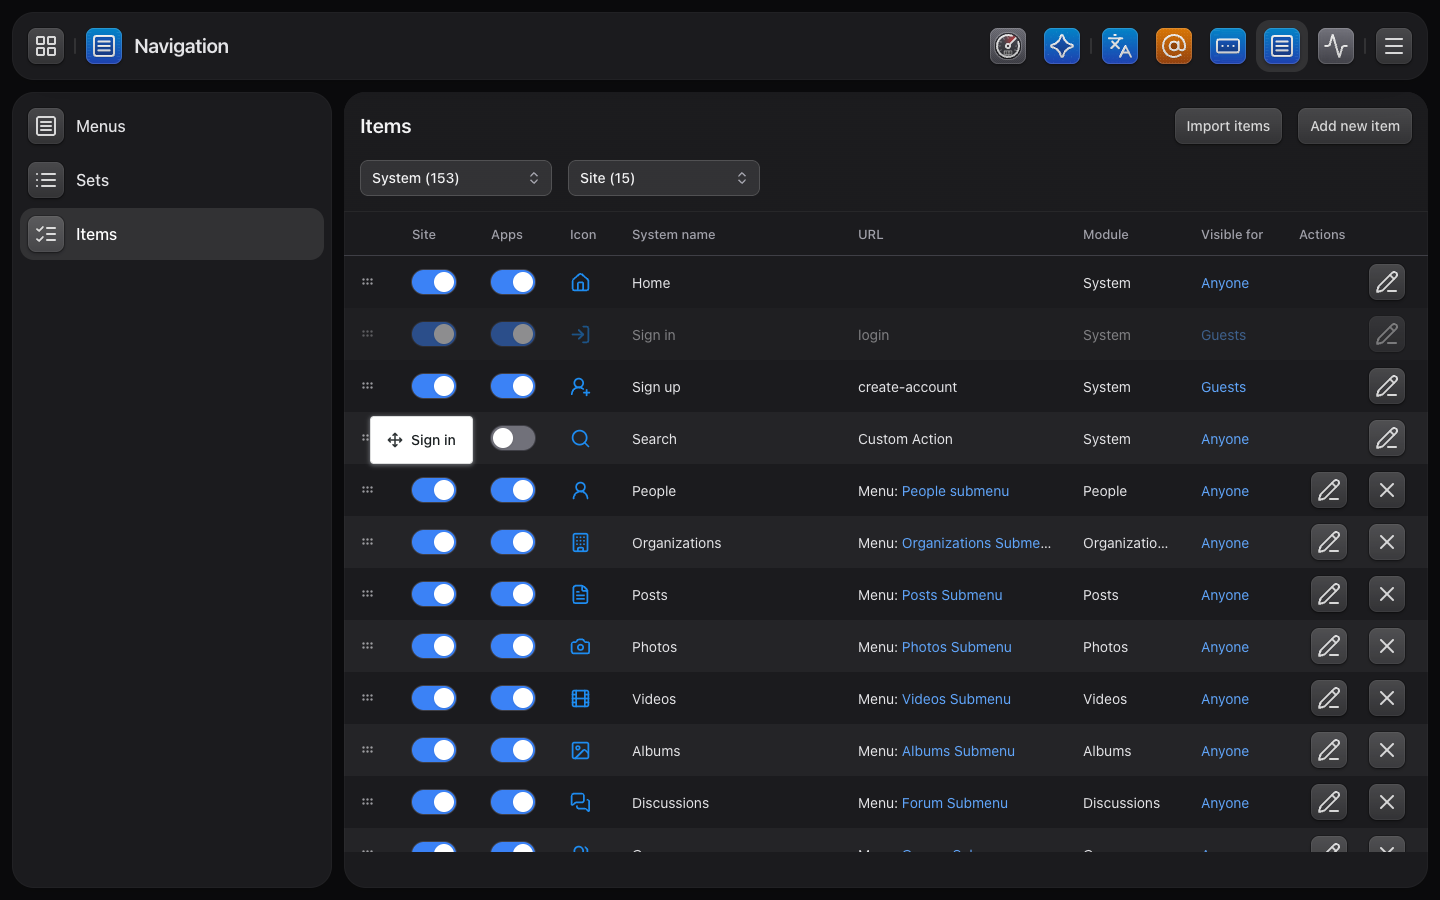 Navigation
Menus
Sets
Items
Items
Import items
Add new item
System (153)
Site (15)
Site Apps Icon System name URL Module Visible for Actions
Home System Anyone
Sign in login System Guests
Sign up create-account System Guests
Sign in Search Custom Action System Anyone
People Menu: People submenu People Anyone
Organizations Menu: Organizations Subme... Organizatio... Anyone
Posts Menu: Posts Submenu Posts Anyone
Photos Menu: Photos Submenu Photos Anyone
Videos Menu: Videos Submenu Videos Anyone
Albums Menu: Albums Submenu Albums Anyone
Discussions Menu: Forum Submenu Discussions Anyone